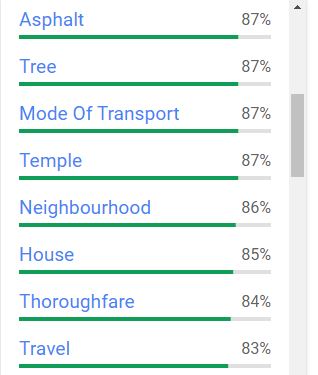 Asphalt 87%
Tree 87%
Mode Of Transport 87%
Temple 87%
Neighbourhood 86%
House 85%
Thoroughfare 84%
Travel 83%